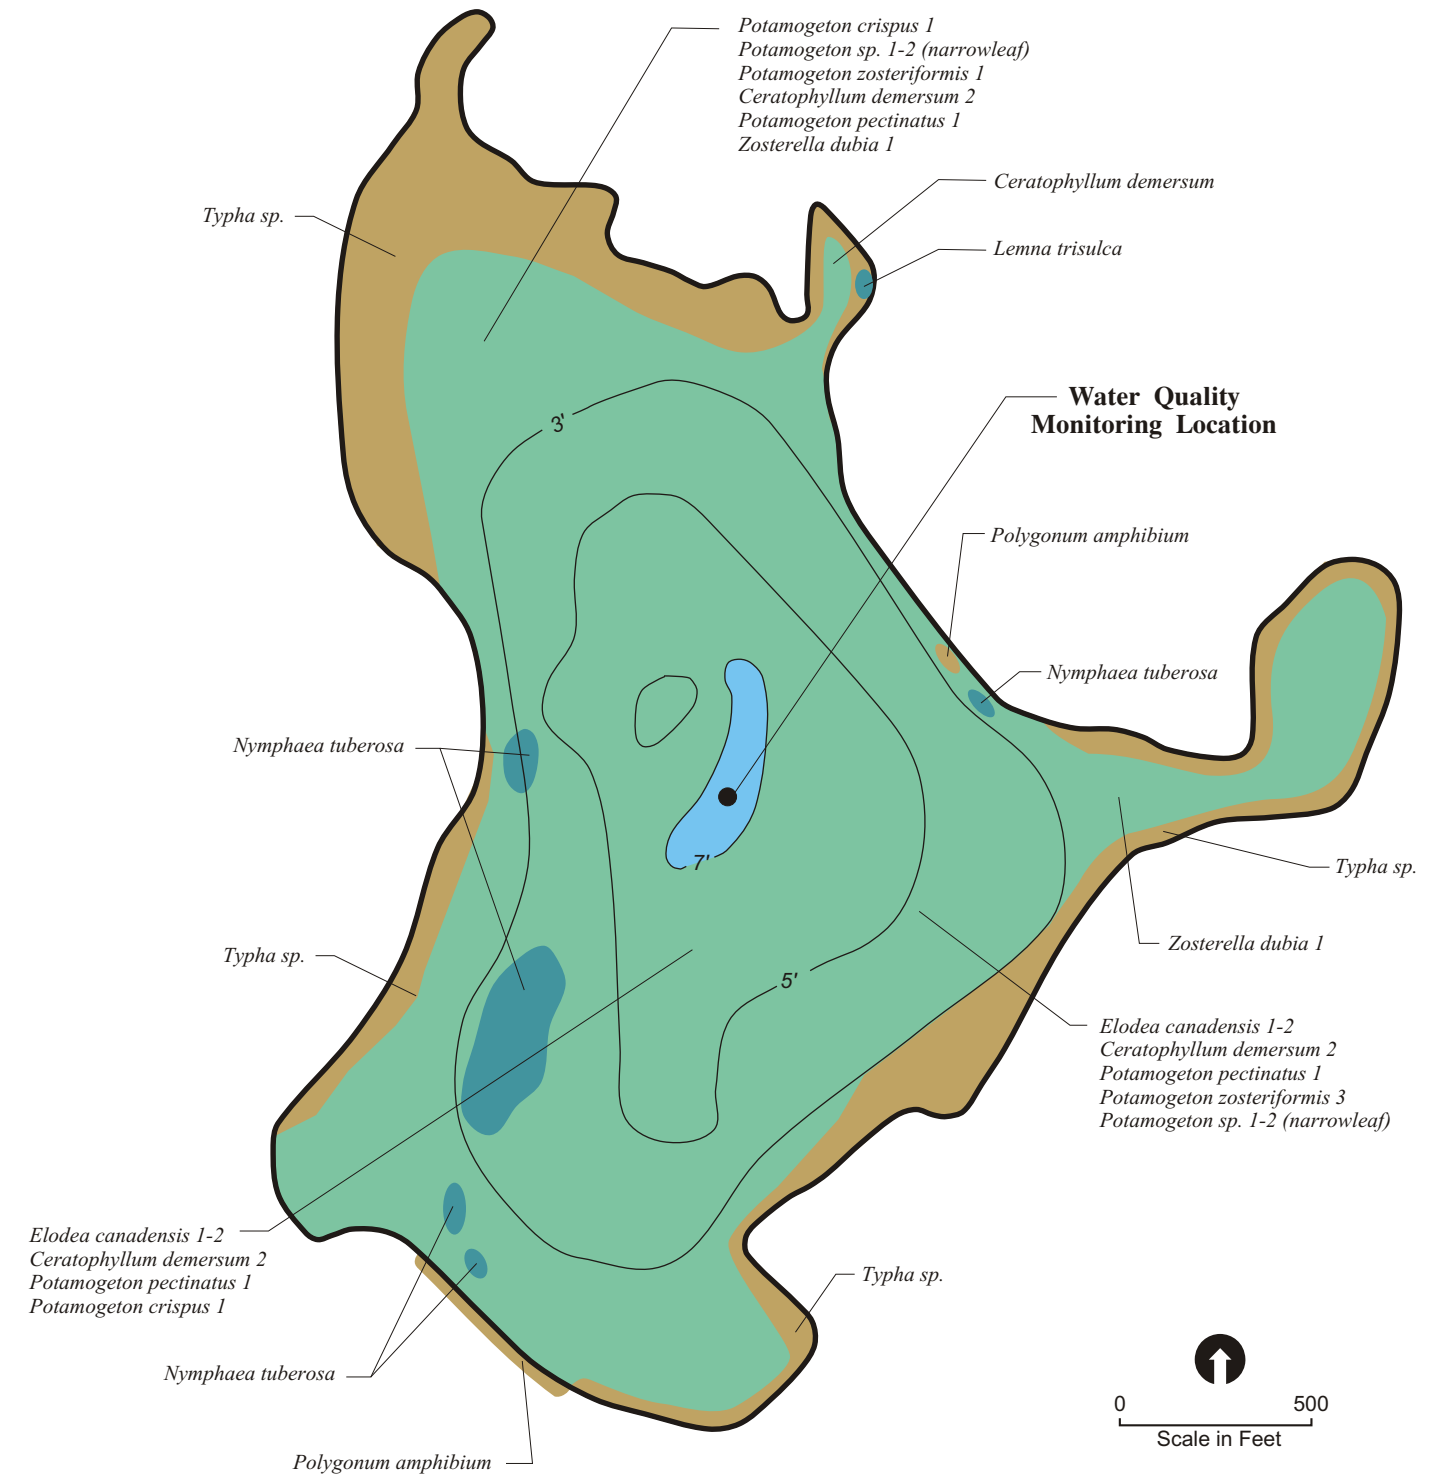 Potamogeton crispus 1
Potamogeton sp. 1-2 (narrowleaf)
Potamogeton zosteriformis 1
Ceratophyllum demersum 2
Potamogeton pectinatus 1
Zosterella dubia 1
Ceratophyllum demersum
Typha sp.
Lemna trisulca
Water Quality
Monitoring Location
3'
Polygonum amphibium
Nymphaea tuberosa
Nymphaea tuberosa
7'
Typha sp.
Zosterella dubia 1
Typha sp.
5'
Elodea canadensis 1-2
Ceratophyllum demersum 2
Potamogeton pectinatus 1
Potamogeton zosteriformis 3
Potamogeton sp. 1-2 (narrowleaf)
Elodea canadensis 1-2
Ceratophyllum demersum 2
Potamogeton pectinatus 1
Potamogeton crispus 1
Typha sp.
Nymphaea tuberosa
Polygonum amphibium
0 500
Scale in Feet